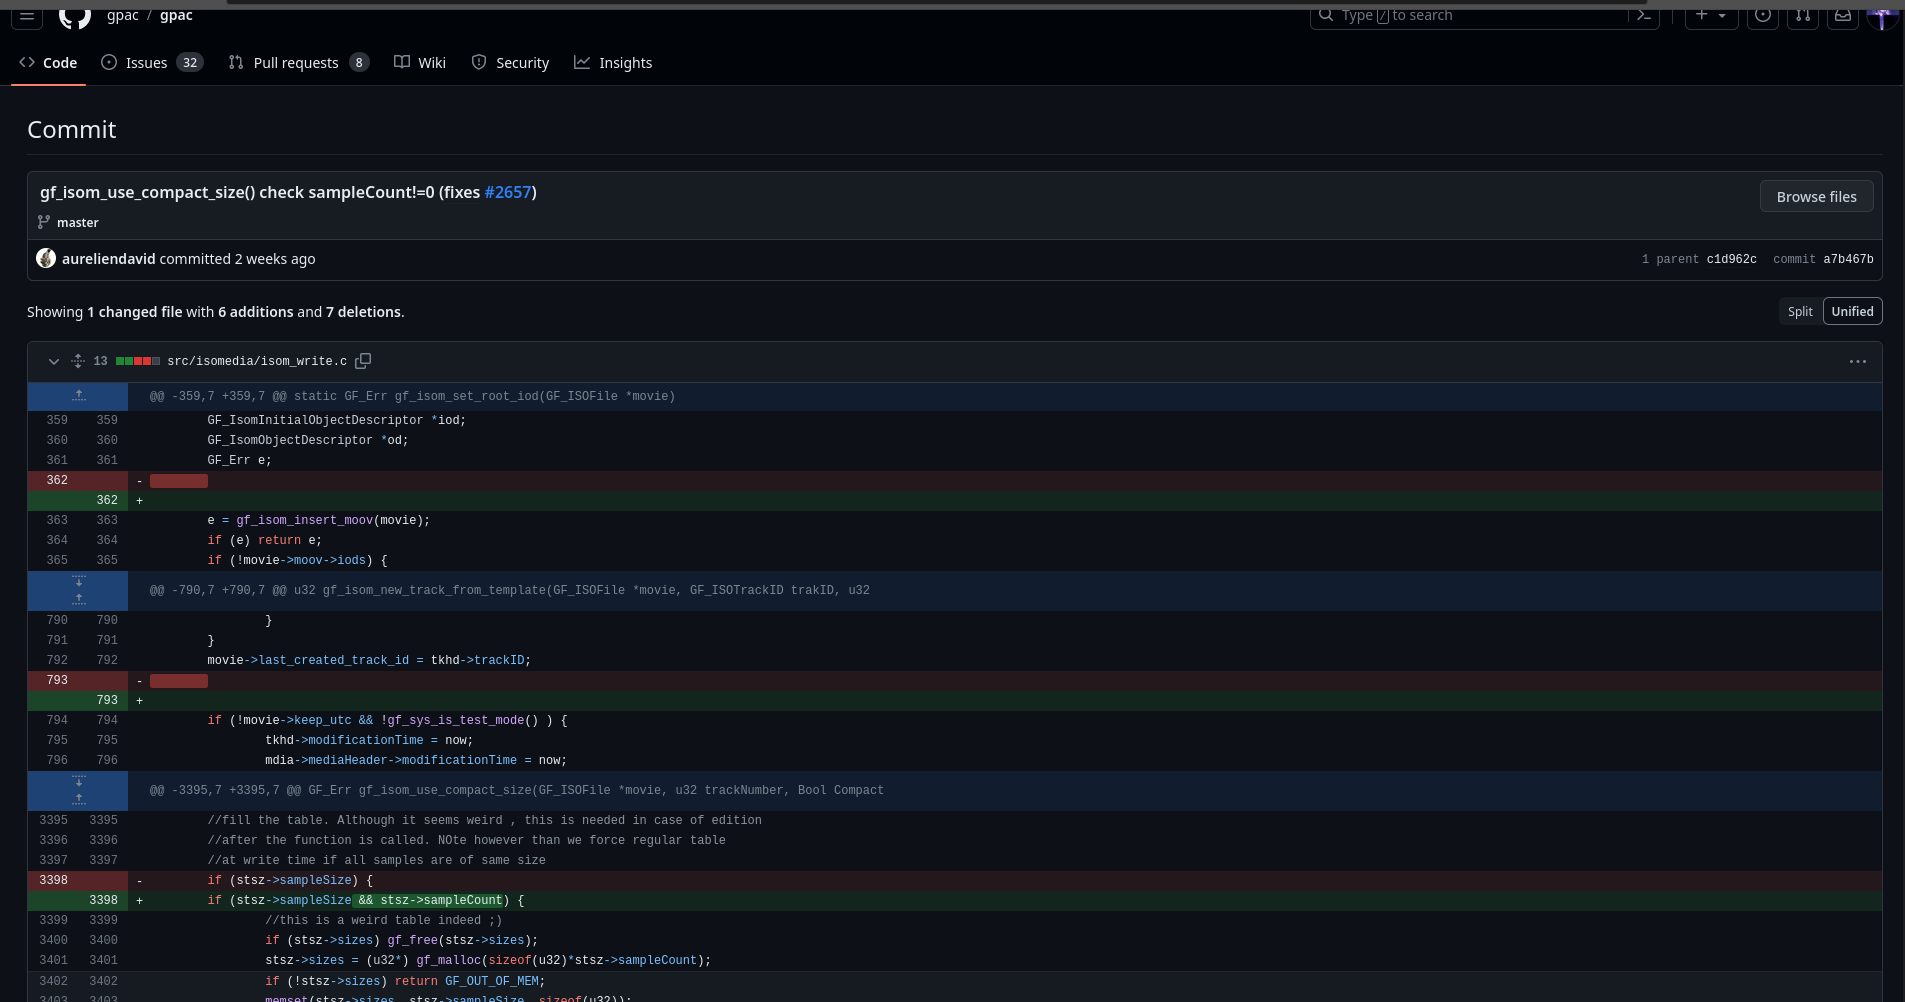 gpac / gpac
Type / to search
Code
Issues 32
Pull requests 8
Wiki
Security
Insights
Commit
gf_isom_use_compact_size() check sampleCount!=0 (fixes #2657)
Browse files
master
aureliendavid committed 2 weeks ago
1 parent c1d962c commit a7b467b
Showing 1 changed file with 6 additions and 7 deletions.
Split Unified
13 src/isomedia/isom_write.c
@@ -359,7 +359,7 @@ static GF_Err gf_isom_set_root_iod(GF_ISOFile *movie)
359 359 GF_IsomInitialObjectDescriptor *iod;
360 360 GF_IsomObjectDescriptor *od;
361 361 GF_Err e;
362 -
362 +
363 363 e = gf_isom_insert_moov(movie);
364 364 if (e) return e;
365 365 if (!movie->moov->iods) {
@@ -790,7 +790,7 @@ u32 gf_isom_new_track_from_template(GF_ISOFile *movie, GF_ISOTrackID trakID, u32
790 790 }
791 791 }
792 792 movie->last_created_track_id = tkhd->trackID;
793 -
793 +
794 794 if (!movie->keep_utc && !gf_sys_is_test_mode() ) {
795 795 tkhd->modificationTime = now;
796 796 mdia->mediaHeader->modificationTime = now;
@@ -3395,7 +3395,7 @@ GF_Err gf_isom_use_compact_size(GF_ISOFile *movie, u32 trackNumber, Bool Compact
3395 3395 //fill the table. Although it seems weird , this is needed in case of edition
3396 3396 //after the function is called. NOte however than we force regular table
3397 3397 //at write time if all samples are of same size
3398 - if (stsz->sampleSize) {
3398 + if (stsz->sampleSize && stsz->sampleCount) {
3399 3399 //this is a weird table indeed ;)
3400 3400 if (stsz->sizes) gf_free(stsz->sizes);
3401 3401 stsz->sizes = (u32*) gf_malloc(sizeof(u32)*stsz->sampleCount);
3402 3402 if (!stsz->sizes) return GF_OUT_OF_MEM;
3403 3403 memset(stsz->sizes, stsz->sampleSize, sizeof(u32));